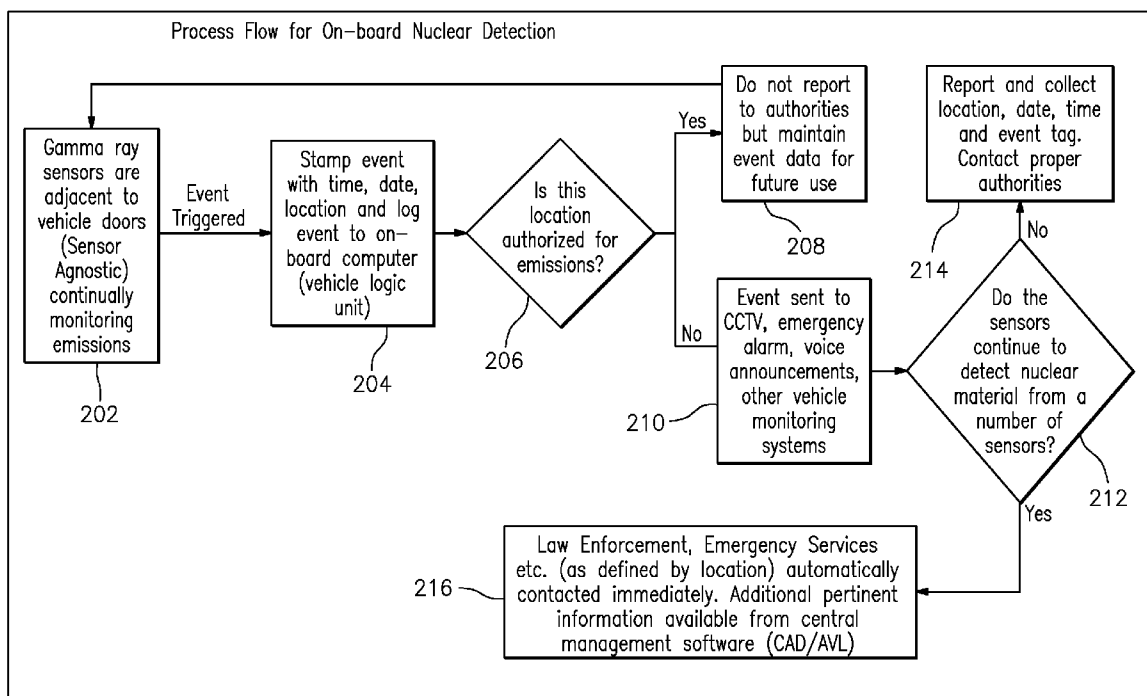 Process Flow for On-board Nuclear Detection
Gamma ray
sensors are
adjacent to
vehicle doors
(Sensor
Agnostic)
continually
monitoring
emissions
202
Event
Triggered
Stamp event
with time, date,
location and log
event to on-
board computer
(vehicle logic
unit)
204
Is this
location
authorized for
emissions?
206
Yes
Do not report
to authorities
but maintain
event data for
future use
208
No
Event sent to
CCTV, emergency
alarm, voice
announcements,
other vehicle
monitoring
systems
210
Do the
sensors
continue to
detect nuclear
material from a
number of
sensors?
212
No
Report and collect
location, date, time
and event tag.
Contact proper
authorities
214
Yes
Law Enforcement, Emergency Services
etc. (as defined by location) automatically
contacted immediately. Additional pertinent
information available from central
management software (CAD/AVL)
216